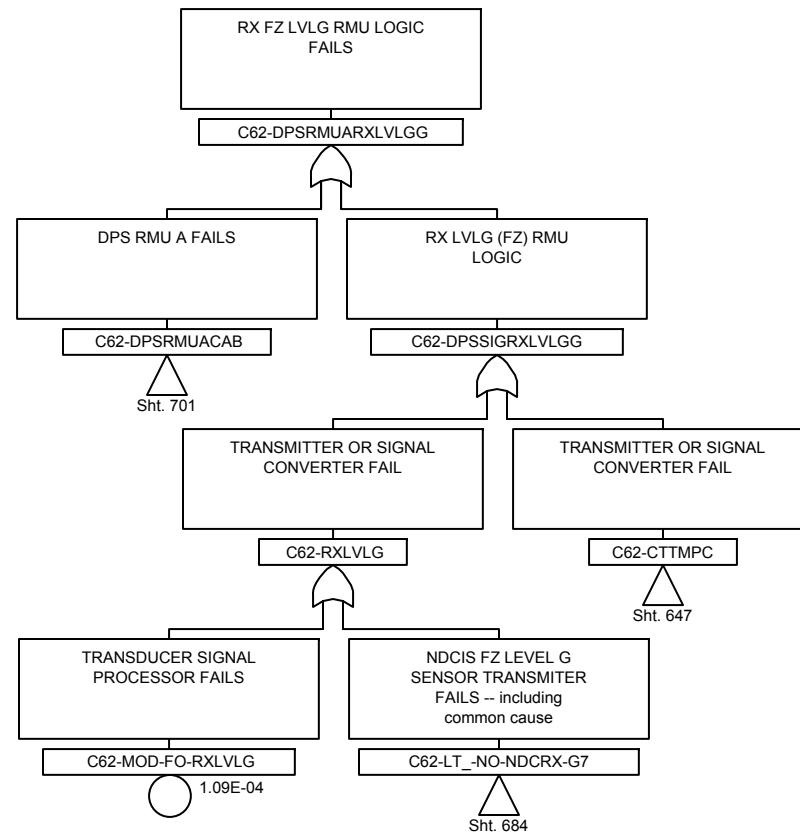 RX FZ LVLG RMU LOGIC
FAILS
C62-DPSRMUARXLVLGG
DPS RMU A FAILS
C62-DPSRMUACAB
Sht. 701
RX LVLG (FZ) RMU
LOGIC
C62-DPSSIGRXLVLGG
TRANSMITTER OR SIGNAL
CONVERTER FAIL
C62-RXLVLG
TRANSMITTER OR SIGNAL
CONVERTER FAIL
C62-CTTMPC
Sht. 647
TRANSDUCER SIGNAL
PROCESSOR FAILS
C62-MOD-FO-RXLVLG
1.09E-04
NDCIS FZ LEVEL G
SENSOR TRANSMITER
FAILS -- including
common cause
C62-LT_-NO-NDCRX-G7
Sht. 684